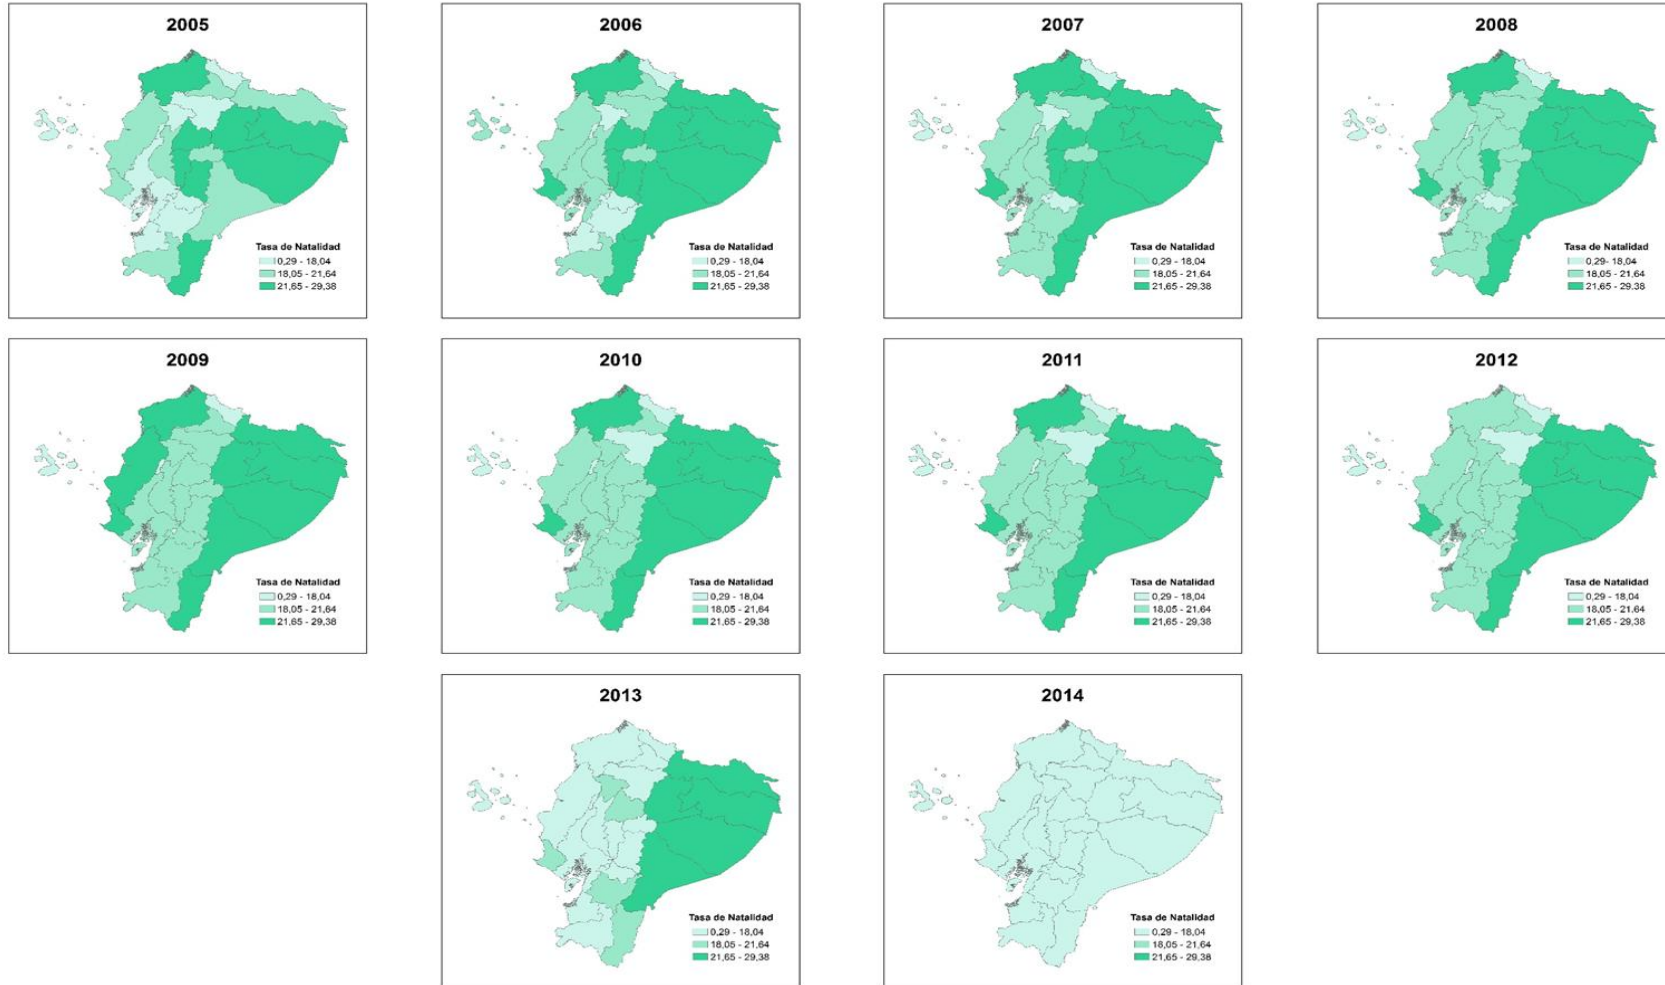 2005
Tasa de Natalidad
0,29 - 18,04
18,05 - 21,64
21,65 - 29,38
2006
Tasa de Natalidad
0,29 - 18,04
18,05 - 21,64
21,65 - 29,38
2007
Tasa de Natalidad
0,29 - 18,04
18,05 - 21,64
21,65 - 29,38
2008
Tasa de Natalidad
0,29- 18,04
18,05 - 21,64
21,65 - 29,38
2009
Tasa de Natalidad
0,29 - 18,04
18,05 - 21,64
21,65 - 29,38
2010
Tasa de Natalidad
0,29 - 18,04
18,05 - 21,64
21,65 - 29,38
2011
Tasa de Natalidad
0,29 - 18,04
18,05 - 21,64
21,65 - 29,38
2012
Tasa de Natalidad
0,29 - 18,04
18,05 - 21,64
21,65 - 29,38
2013
Tasa de Natalidad
0,29 - 18,04
18,05 - 21,64
21,65 - 29,38
2014
Tasa de Natalidad
0,29 - 18,04
18,05 - 21,64
21,65 - 29,38